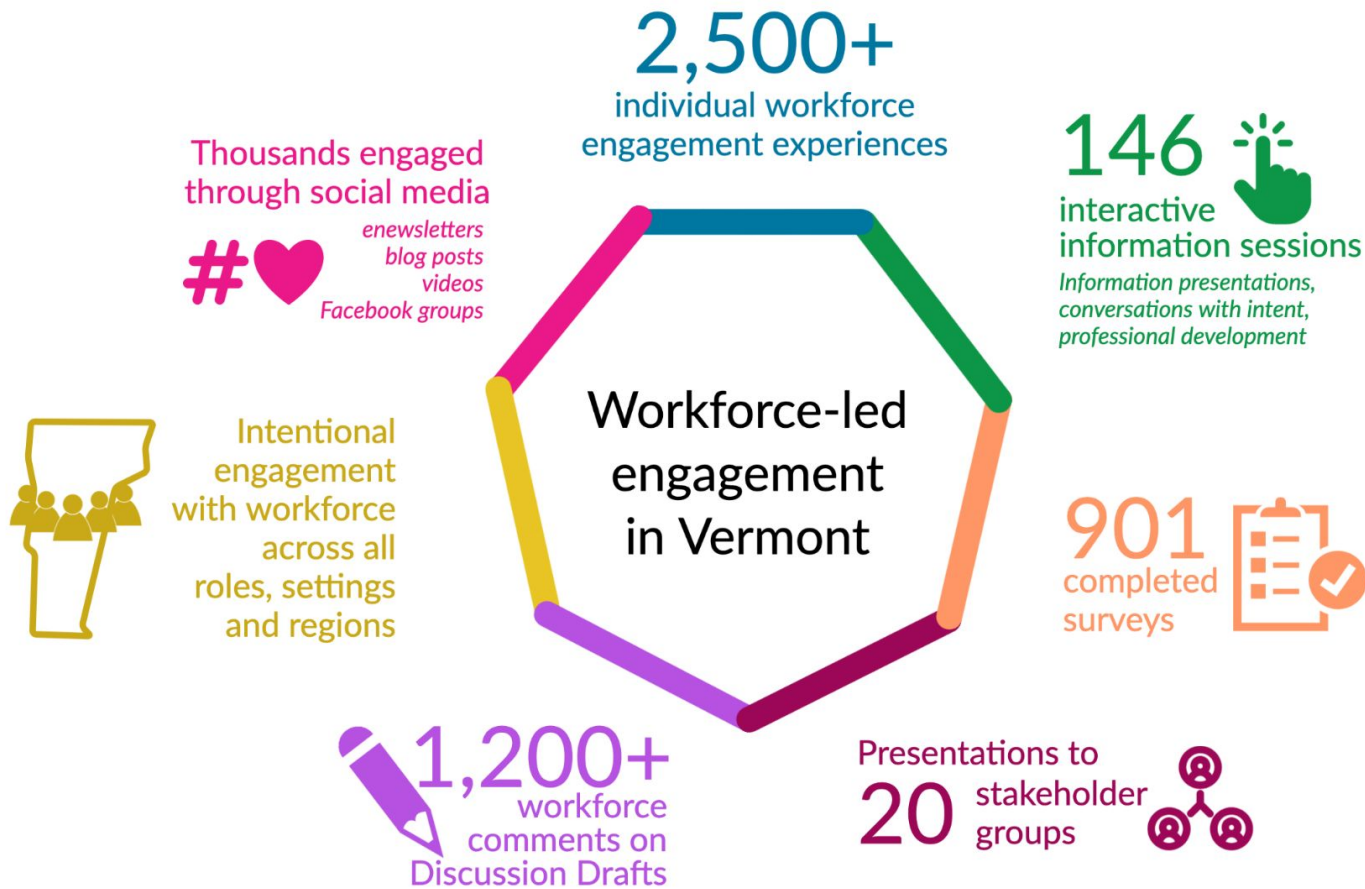 2,500+
individual workforce
engagement experiences
146
interactive
information sessions
Information presentations,
conversations with intent,
professional development
901
completed
surveys
Presentations to
20 stakeholder
groups
1,200+
workforce
comments on
Discussion Drafts
Intentional
engagement
with workforce
across all
roles, settings
and regions
Thousands engaged
through social media
#
enewsletters
blog posts
videos
Facebook groups
Workforce-led
engagement
in Vermont